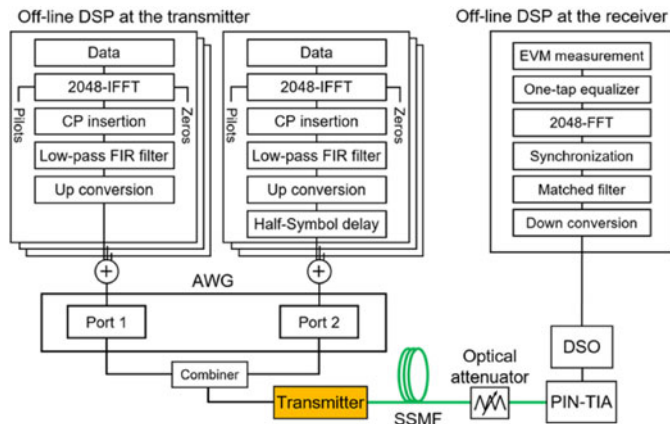 Off-line DSP at the transmitter
Off-line DSP at the receiver
Data
2048-IFFT
CP insertion
Low-pass FIR filter
Up conversion
Pilots
Zeros
Data
2048-IFFT
CP insertion
Low-pass FIR filter
Up conversion
Half-Symbol delay
Pilots
Zeros
EVM measurement
One-tap equalizer
2048-FFT
Synchronization
Matched filter
Down conversion
+
+
AWG
Port 1
Port 2
Combiner
Transmitter
SSMF
Optical
attenuator
DSO
PIN-TIA